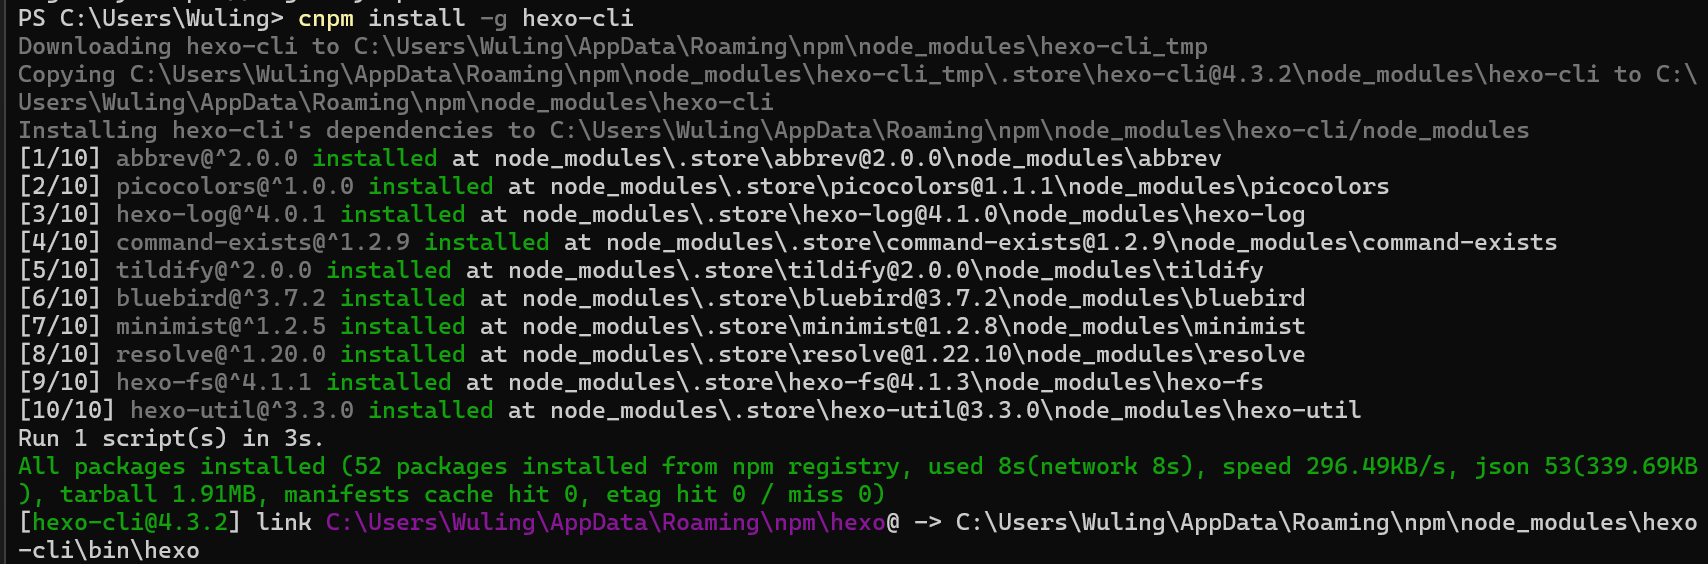 PS C:\Users\Wuling> cnpm install -g hexo-cli
Downloading hexo-cli to C:\Users\Wuling\AppData\Roaming\npm\node_modules\hexo-cli_tmp
Copying C:\Users\Wuling\AppData\Roaming\npm\node_modules\hexo-cli_tmp\.store\hexo-cli@4.3.2\node_modules\hexo-cli to C:\
Users\Wuling\AppData\Roaming\npm\node_modules\hexo-cli
Installing hexo-cli's dependencies to C:\Users\Wuling\AppData\Roaming\npm\node_modules\hexo-cli/node_modules
[1/10] abbrev@^2.0.0 installed at node_modules\.store\abbrev@2.0.0\node_modules\abbrev
[2/10] picocolors@^1.0.0 installed at node_modules\.store\picocolors@1.1.1\node_modules\picocolors
[3/10] hexo-log@^4.0.1 installed at node_modules\.store\hexo-log@4.1.0\node_modules\hexo-log
[4/10] command-exists@^1.2.9 installed at node_modules\.store\command-exists@1.2.9\node_modules\command-exists
[5/10] tildify@^2.0.0 installed at node_modules\.store\tildify@2.0.0\node_modules\tildify
[6/10] bluebird@^3.7.2 installed at node_modules\.store\bluebird@3.7.2\node_modules\bluebird
[7/10] minimist@^1.2.5 installed at node_modules\.store\minimist@1.2.8\node_modules\minimist
[8/10] resolve@^1.20.0 installed at node_modules\.store\resolve@1.22.10\node_modules\resolve
[9/10] hexo-fs@^4.1.1 installed at node_modules\.store\hexo-fs@4.1.3\node_modules\hexo-fs
[10/10] hexo-util@^3.3.0 installed at node_modules\.store\hexo-util@3.3.0\node_modules\hexo-util
Run 1 script(s) in 3s.
All packages installed (52 packages installed from npm registry, used 8s(network 8s), speed 296.49KB/s, json 53(339.69KB
), tarball 1.91MB, manifests cache hit 0, etag hit 0 / miss 0)
[hexo-cli@4.3.2] link C:\Users\Wuling\AppData\Roaming\npm\hexo@ -> C:\Users\Wuling\AppData\Roaming\npm\node_modules\hexo
-cli\bin\hexo